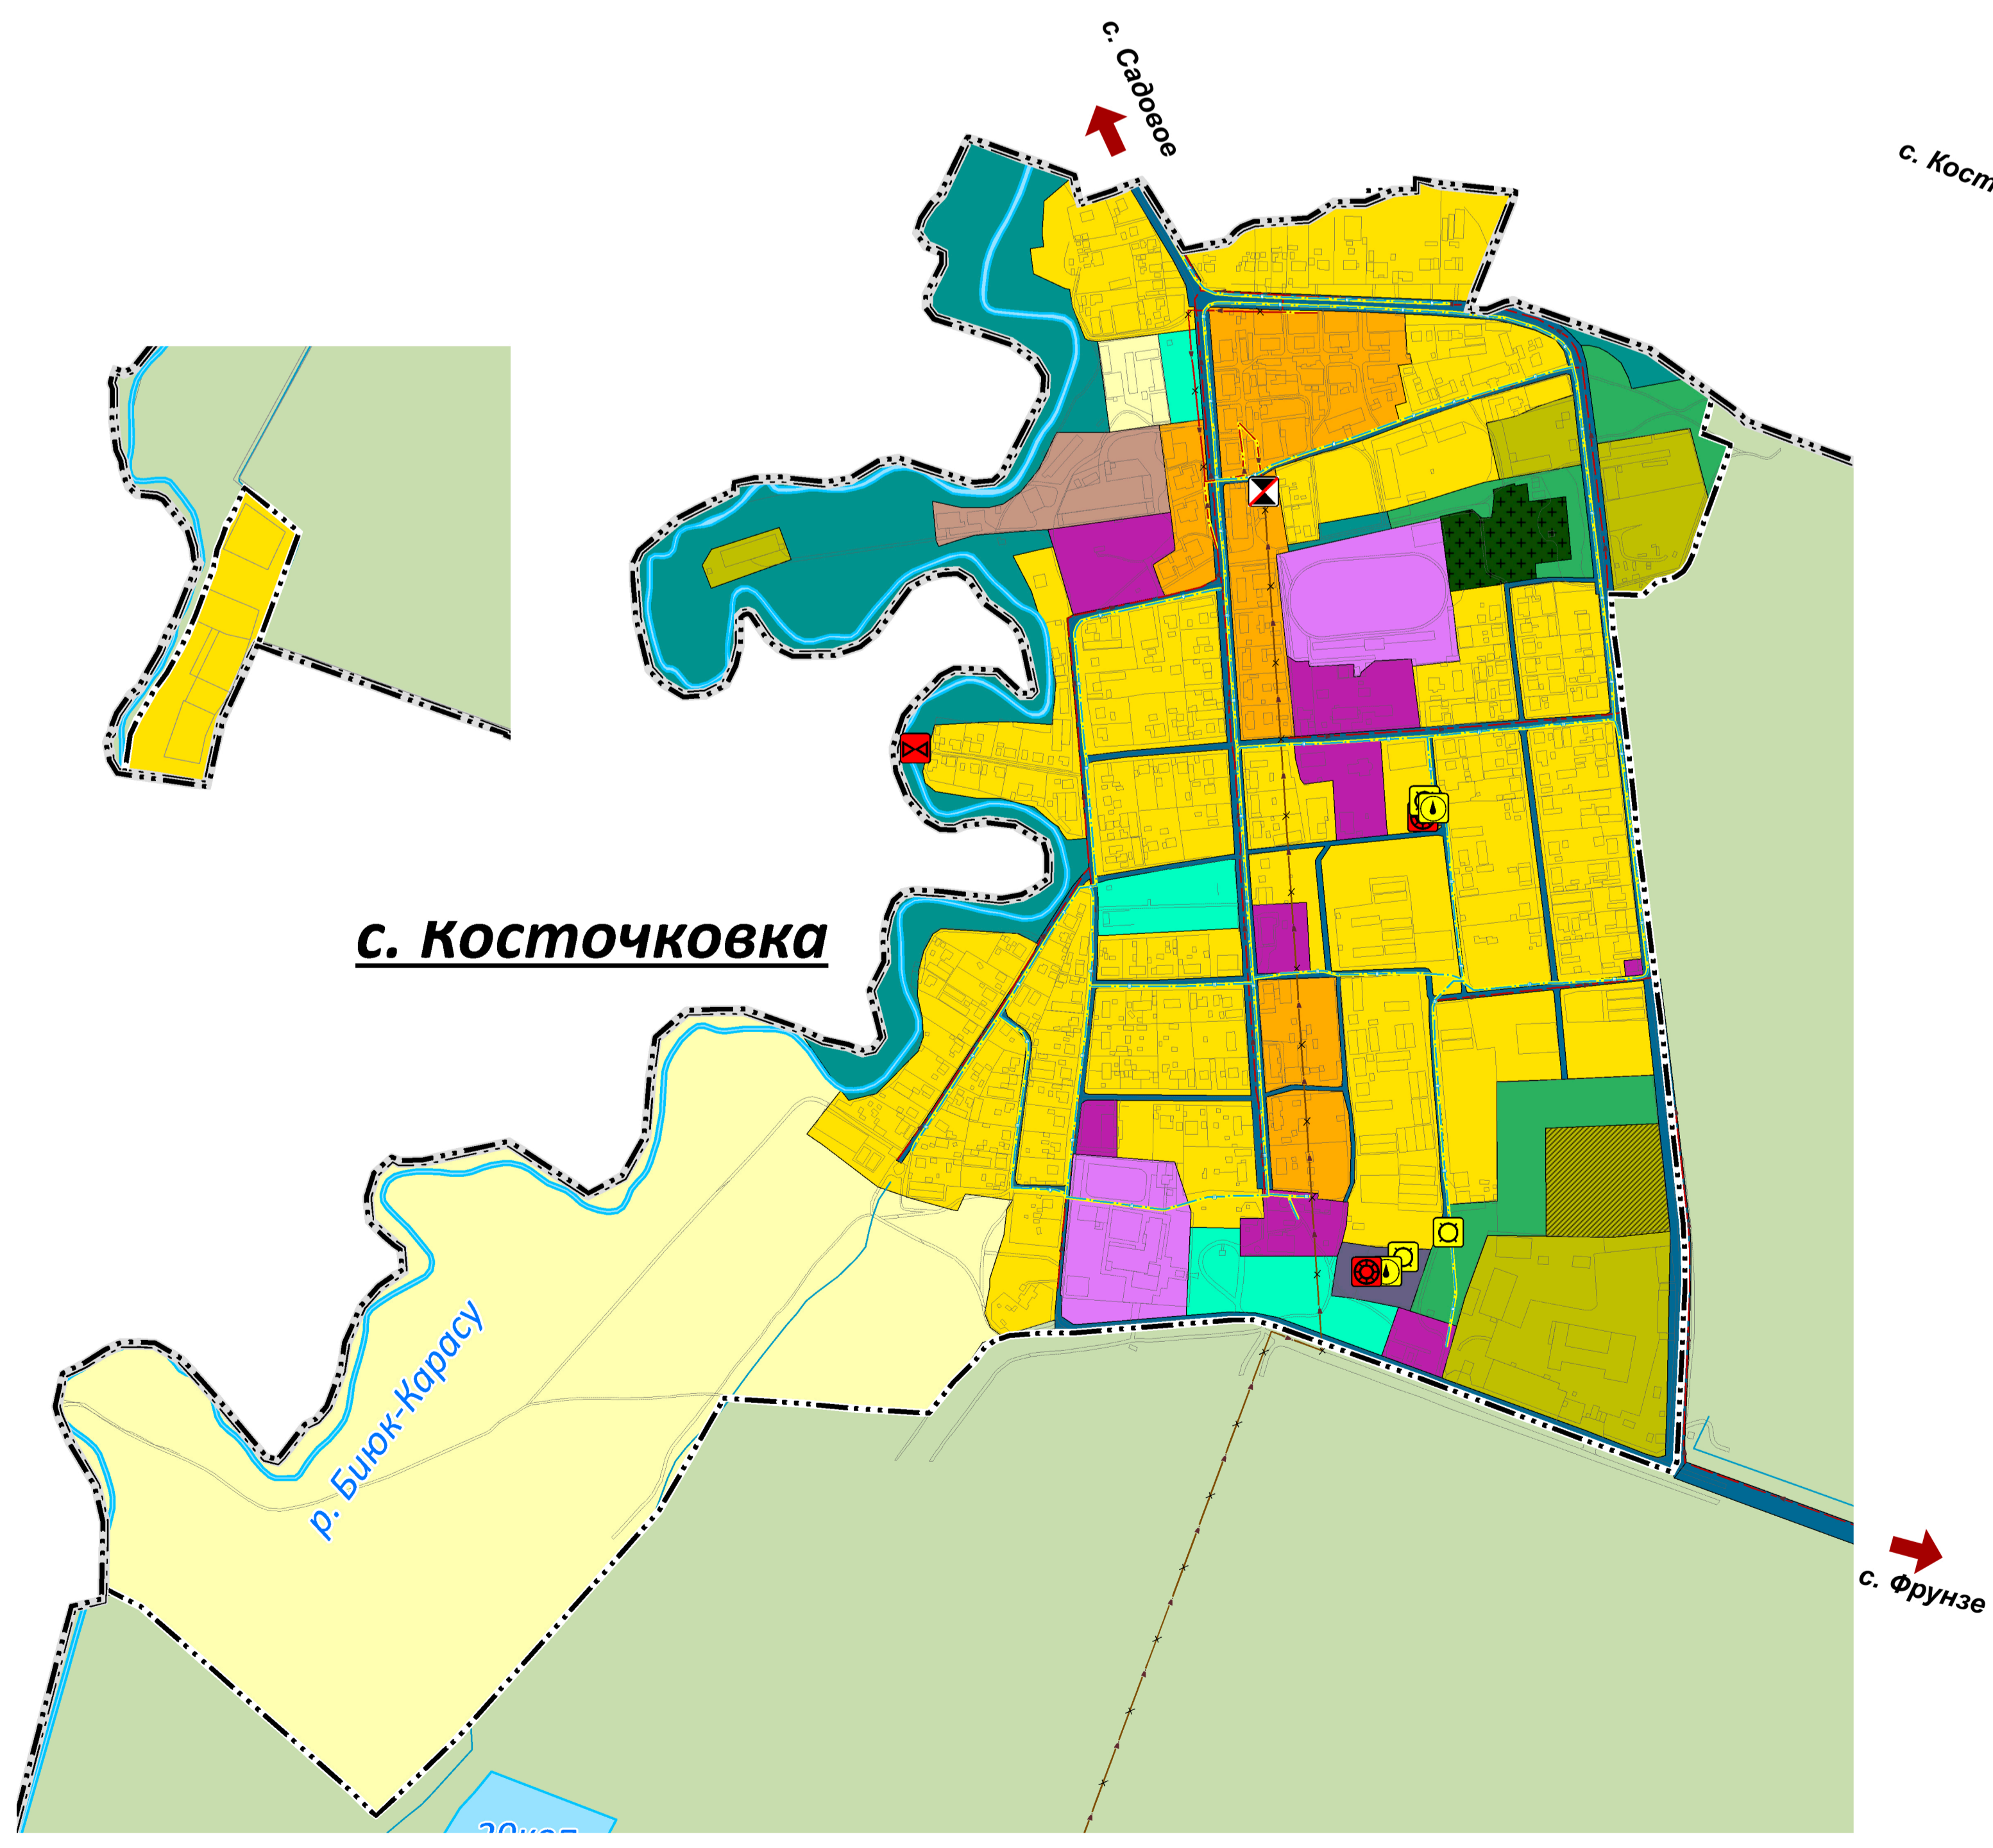 с. Садовое
с. Кост
с. Косточковка
р. Биюк-Карасу
с. Фрунзе